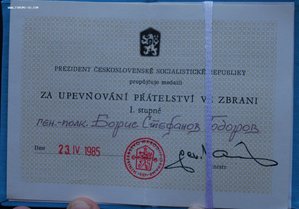 PREZIDENT ČESKOSLOVENSKÉ SOCIALISTICKÉ REPUBLIKY
propůjčuje medaili
ZA UPEVŇOVÁNÍ PŘÁTELSTVÍ VE ZBRANI
I. stupně
ген.-полк. Борис Стефанов Тодоров
Dne 23 IV 1985